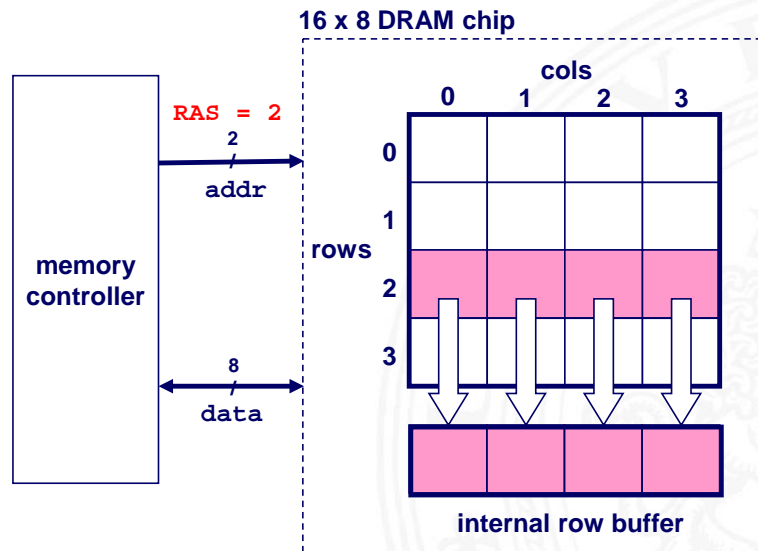 16 x 8 DRAM chip
cols
0 1 2 3
RAS = 2
2
addr
0
1
rows
2
3
memory
controller
8
data
internal row buffer